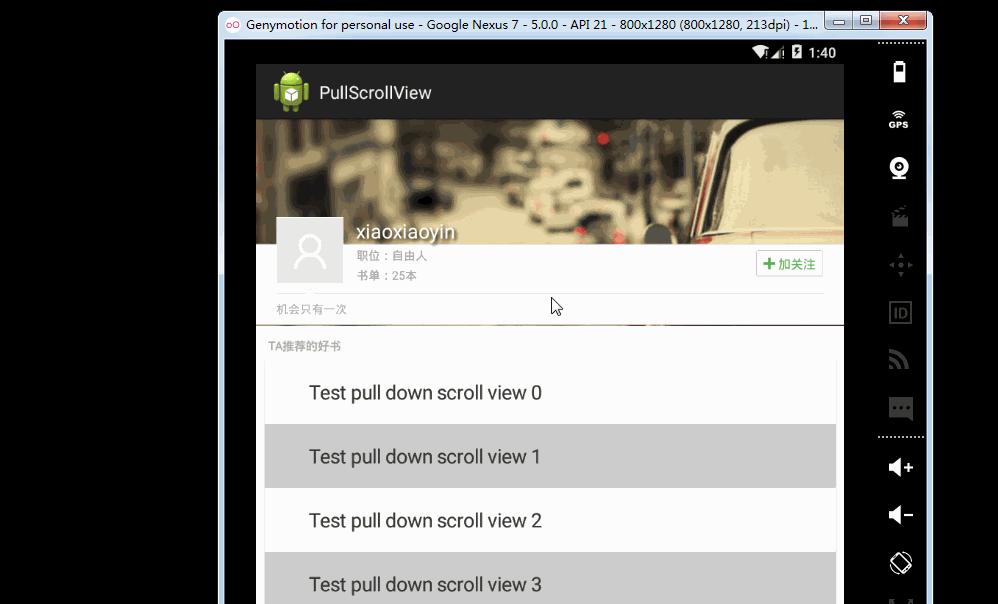 Genymotion for personal use - Google Nexus 7 - 5.0.0 - API 21 - 800x1280 (800x1280, 213dpi) - 1...
1:40
PullScrollView
GPS
xiaoxiaoyin
职位：自由人
书单：25本
加关注
ID
机会只有一次
TA推荐的好书
Test pull down scroll view 0
Test pull down scroll view 1
Test pull down scroll view 2
Test pull down scroll view 3